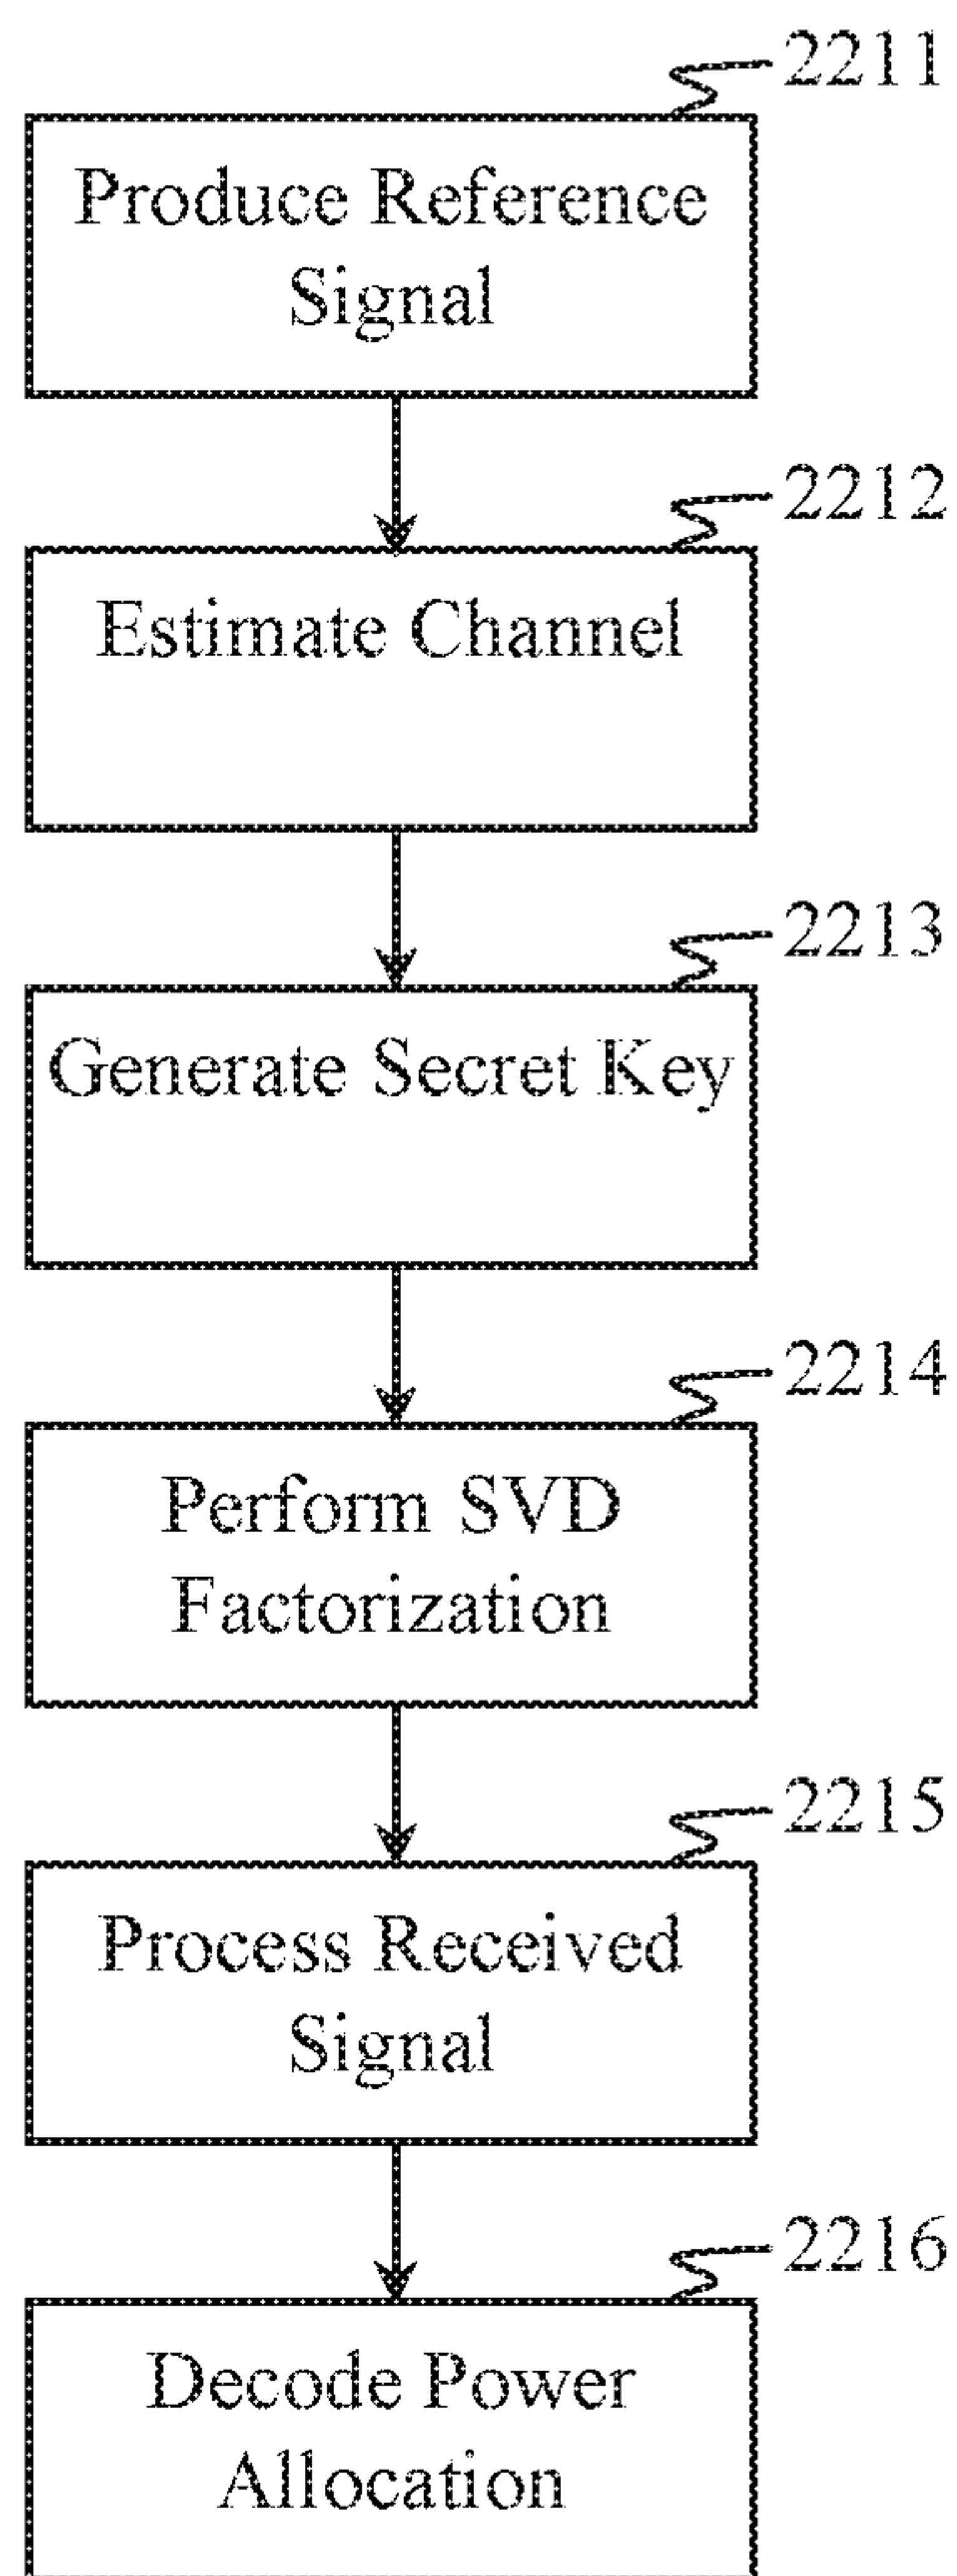 2211
Produce Reference
Signal
2212
Estimate Channel
2213
Generate Secret Key
2214
Perform SVD
Factorization
2215
Process Received
Signal
2216
Decode Power
Allocation